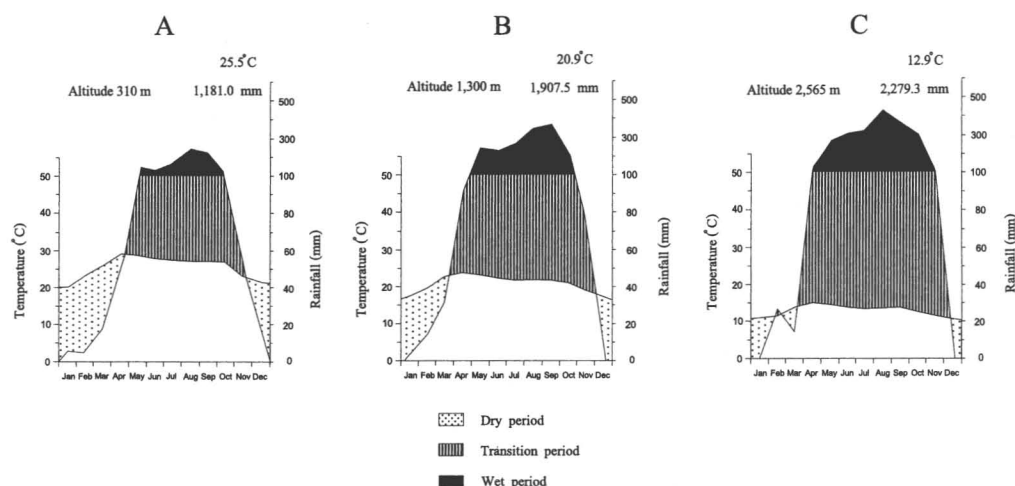 A
25.5°C
Altitude 310 m 1,181.0 mm
500
300
100
80
60
40
20
0
50
40
30
20
10
0
Temperature (°C)
Rainfall (mm)
Jan Feb Mar Apr May Jun Jul Aug Sep Oct Nov Dec
B
20.9°C
Altitude 1,300 m 1,907.5 mm
500
300
100
80
60
40
20
0
50
40
30
20
10
0
Temperature (°C)
Rainfall (mm)
Jan Feb Mar Apr May Jun Jul Aug Sep Oct Nov Dec
C
12.9°C
Altitude 2,565 m 2,279.3 mm
500
300
100
80
60
40
20
0
50
40
30
20
10
0
Temperature (°C)
Rainfall (mm)
Jan Feb Mar Apr May Jun Jul Aug Sep Oct Nov Dec
Dry period
Transition period
Wet period